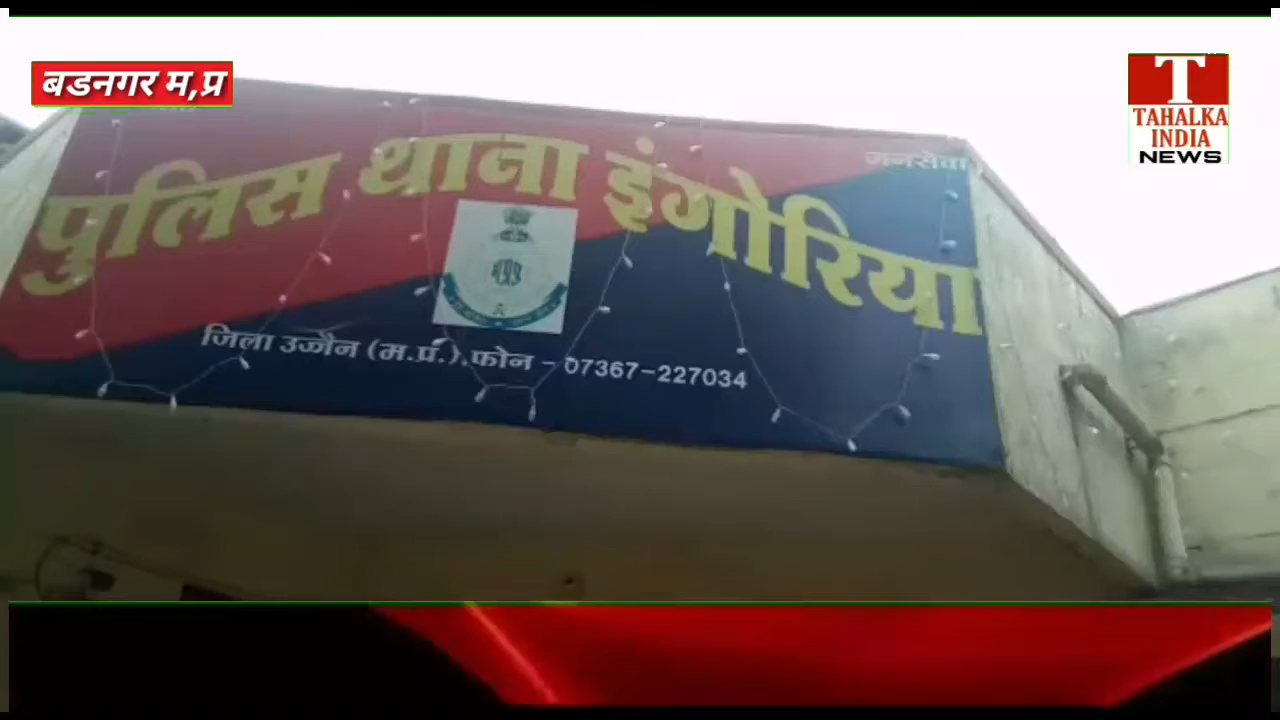 बडनगर म,प्र
TAHALKA
INDIA
NEWS
जनसेवा
पुलिस थाना इंगोरिया
जिला उज्जैन (म.प्र.) फोन - 07367-227034